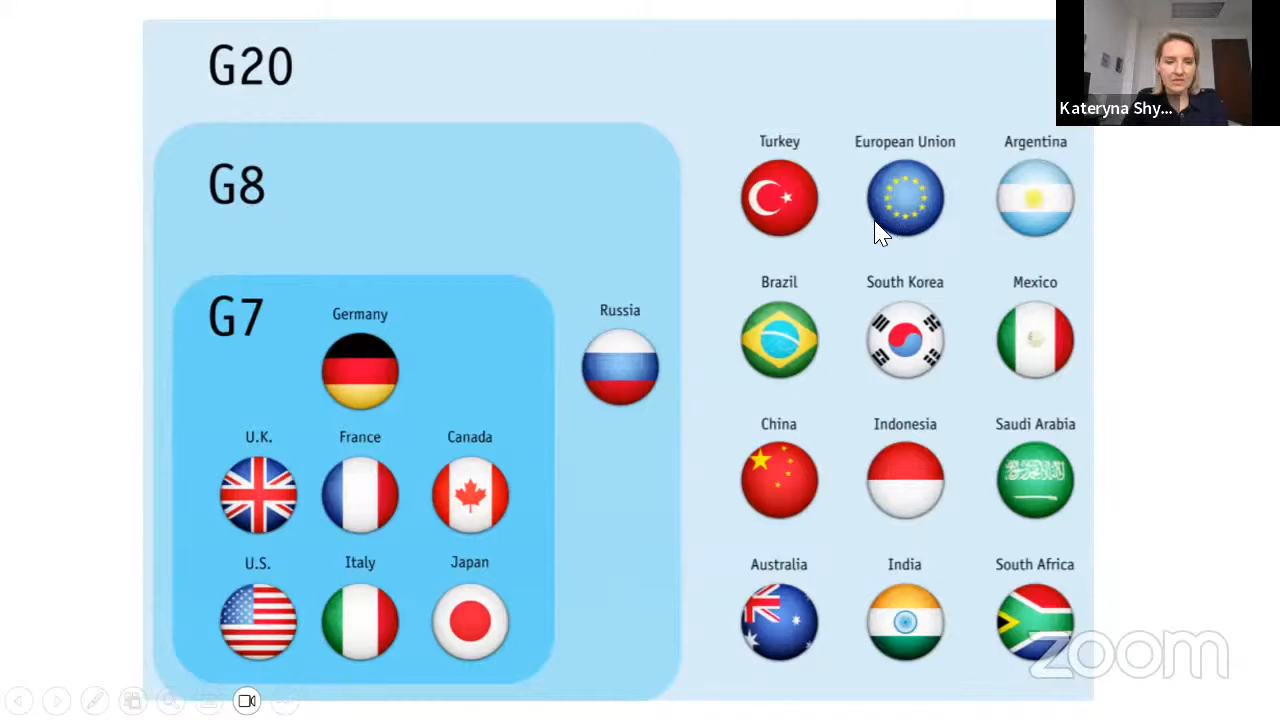 G20
Kateryna Shy...
Turkey
European Union
Argentina
G8
Brazil
South Korea
Mexico
G7
Germany
Russia
China
Indonesia
Saudi Arabia
U.K.
France
Canada
U.S.
Italy
Japan
Australia
India
South Africa
zoom